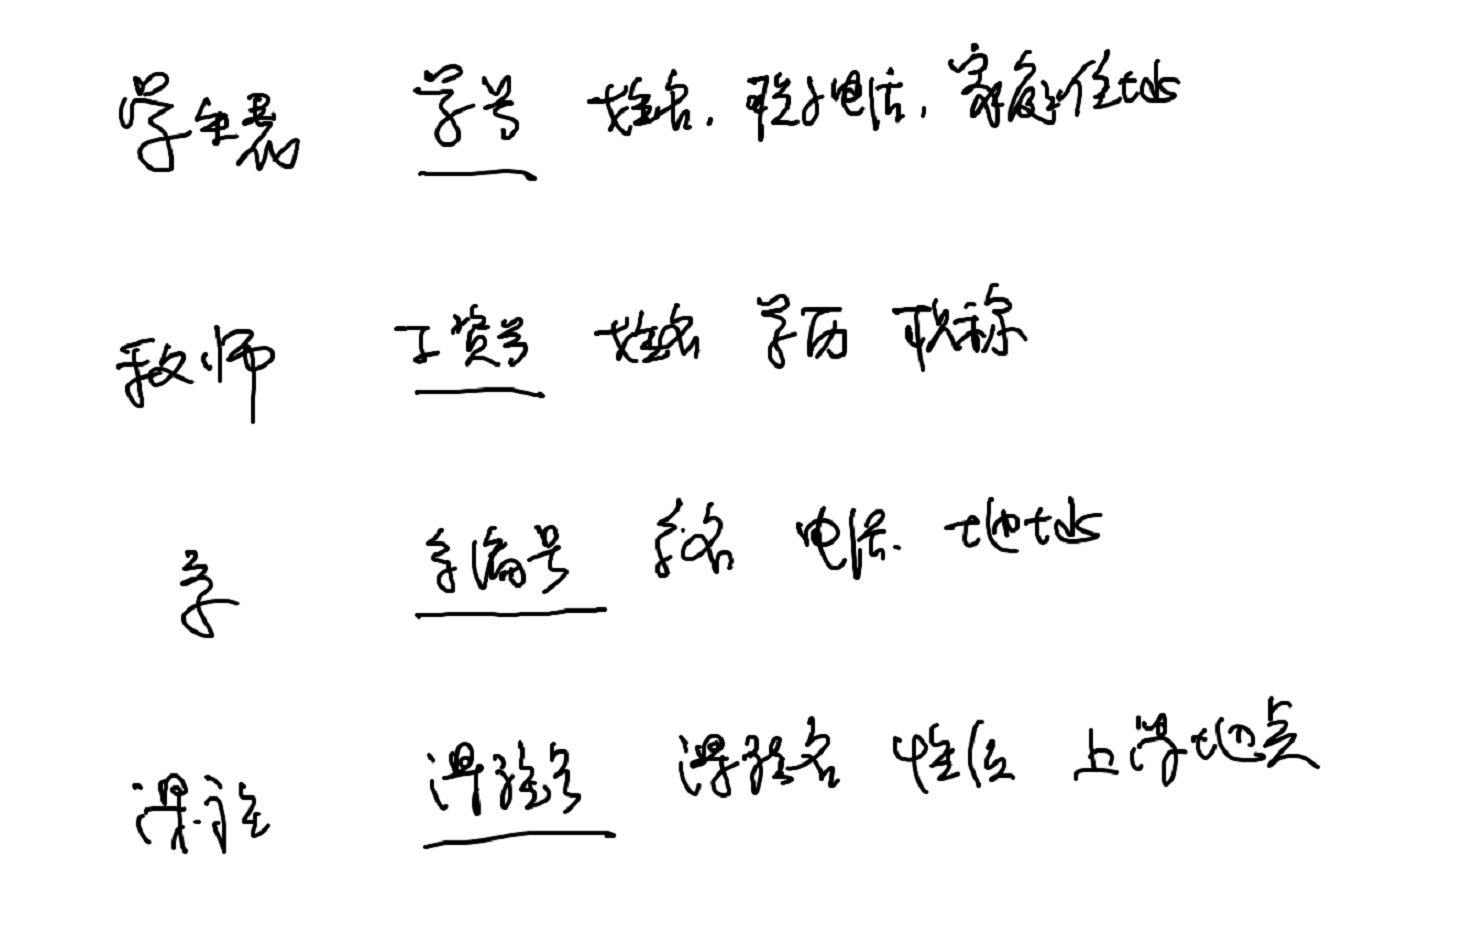 学生表 学号 姓名. 联系电话. 家庭住址
教师 工资号 姓名 学历 职称
系 系编号 系名 电话. 地址
课程 课程号 课程名 上课地点